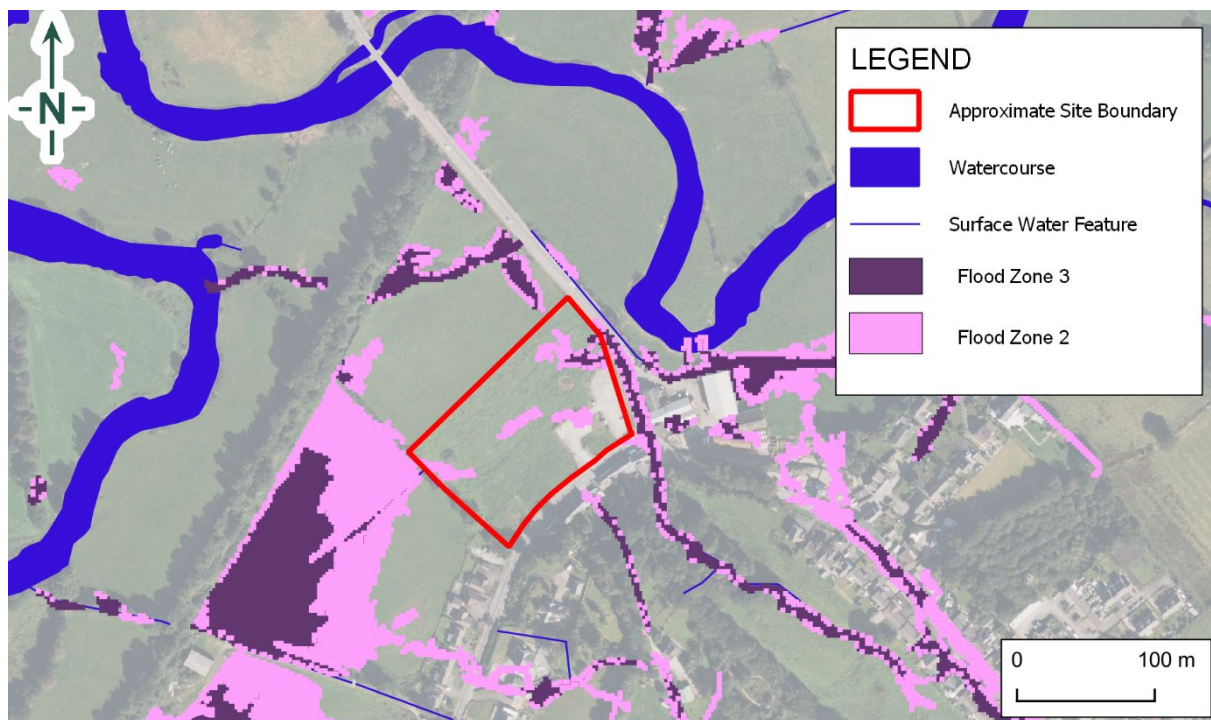 N
LEGEND
Approximate Site Boundary
Watercourse
Surface Water Feature
Flood Zone 3
Flood Zone 2
0 100 m